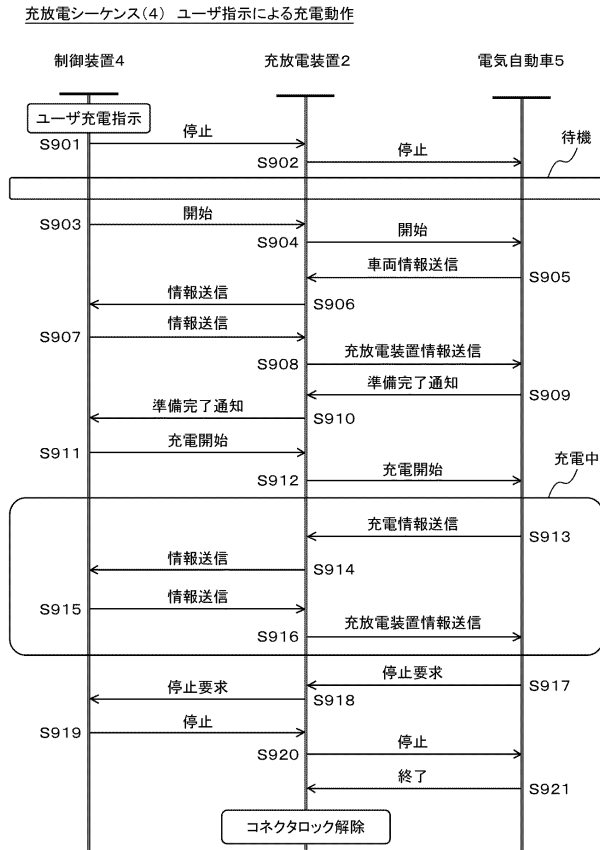 充放電シーケンス(4) ユーザ指示による充電動作
制御装置4
充放電装置2
電気自動車5
ユーザ充電指示
停止
S901
S902
停止
待機
開始
S903
S904
開始
車両情報送信
S905
情報送信
S906
情報送信
S907
S908
充放電装置情報送信
準備完了通知
S909
準備完了通知
S910
充電開始
S911
S912
充電開始
充電中
充電情報送信
S913
情報送信
S914
情報送信
S915
S916
充放電装置情報送信
停止要求
S917
停止要求
S918
停止
S919
S920
停止
終了
S921
コネクタロック解除